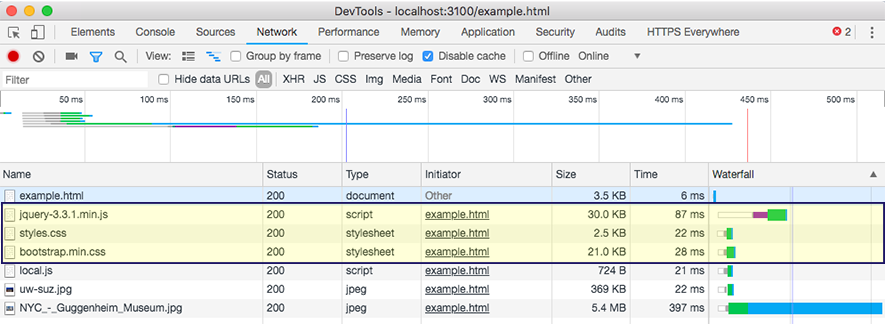 DevTools - localhost:3100/example.html
Elements Console Sources Network Performance Memory Application Security Audits HTTPS Everywhere 2
View: Group by frame Preserve log Disable cache Offline Online
Filter Hide data URLs All XHR JS CSS Img Media Font Doc WS Manifest Other
50 ms 100 ms 150 ms 200 ms 250 ms 300 ms 350 ms 400 ms 450 ms 500 ms
Name Status Type Initiator Size Time Waterfall
example.html 200 document Other 3.5 KB 6 ms
jquery-3.3.1.min.js 200 script example.html 30.0 KB 87 ms
styles.css 200 stylesheet example.html 2.5 KB 22 ms
bootstrap.min.css 200 stylesheet example.html 21.0 KB 28 ms
local.js 200 script example.html 724 B 21 ms
uw-suz.jpg 200 jpeg example.html 369 KB 22 ms
NYC_-_Guggenheim_Museum.jpg 200 jpeg example.html 5.4 MB 397 ms